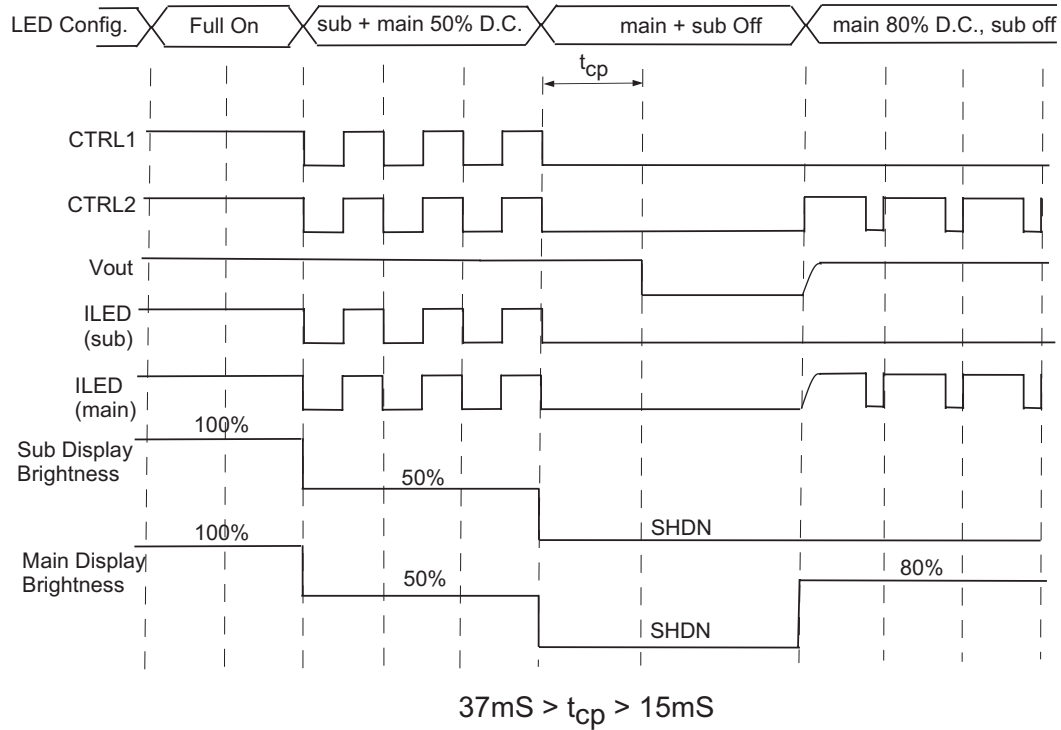 LED Config.
Full On
sub + main 50% D.C.
main + sub Off
main 80% D.C., sub off
tcp
CTRL1
CTRL2
Vout
ILED
(sub)
ILED
(main)
100%
Sub Display
Brightness
50%
SHDN
100%
Main Display
Brightness
50%
80%
SHDN
37mS > tcp > 15mS